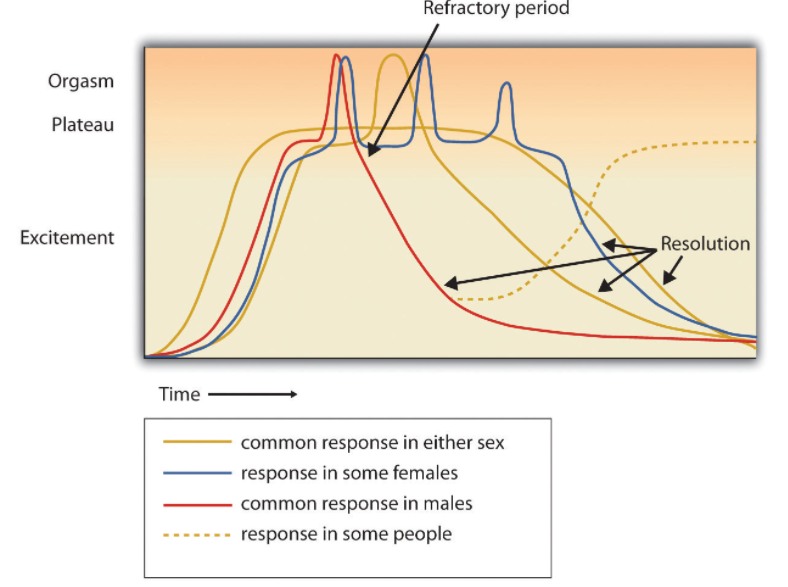 Refractory period
Orgasm
Plateau
Excitement
Resolution
Time
common response in either sex
response in some females
common response in males
response in some people